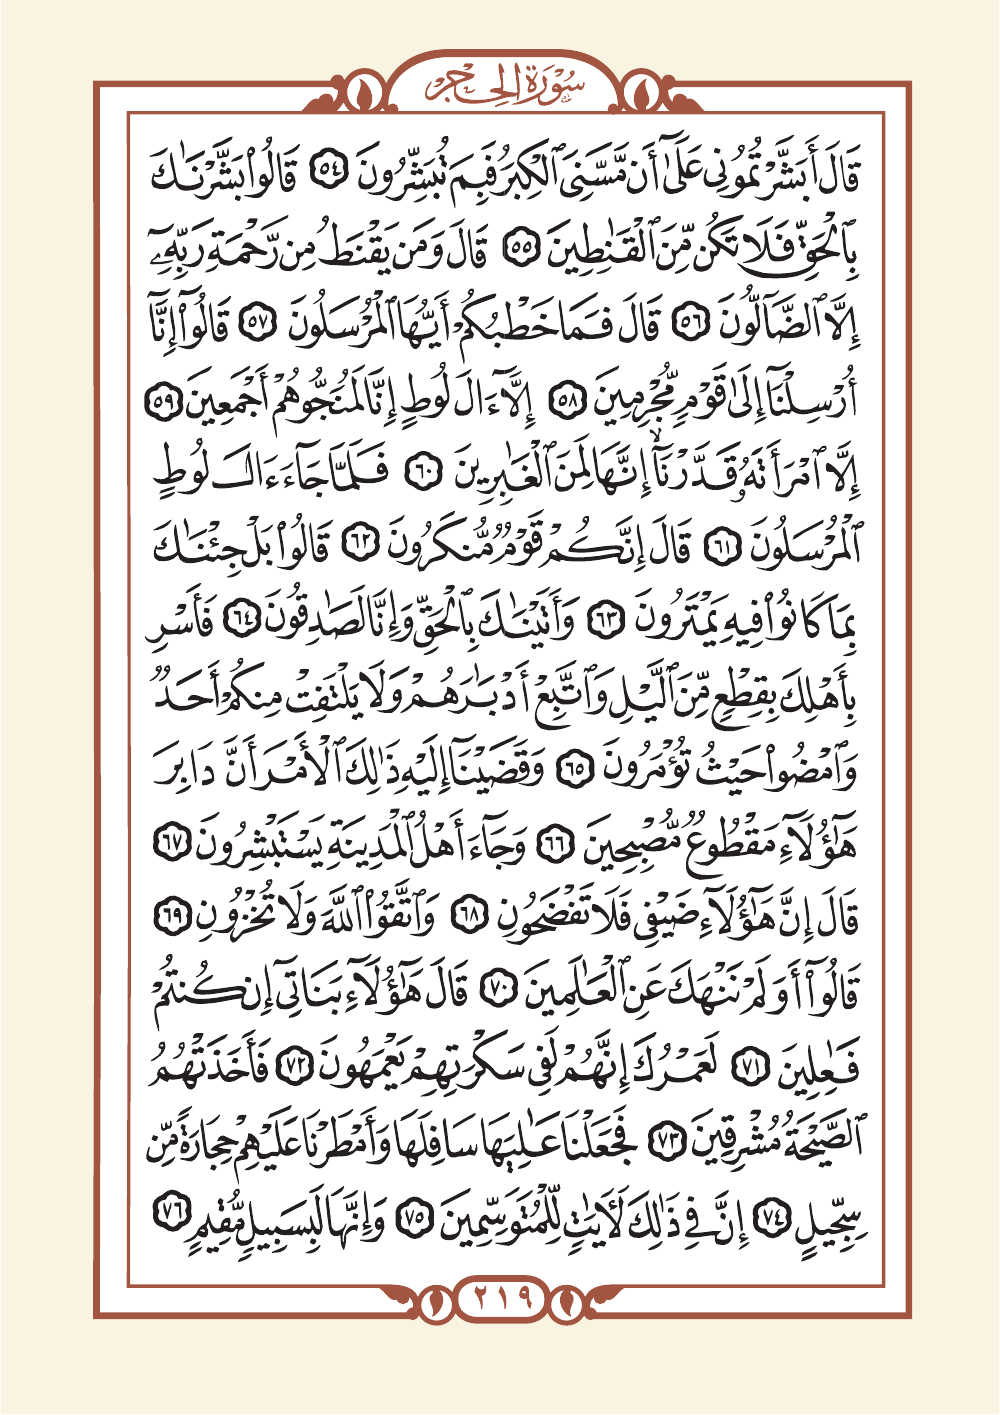 سُورَةُ الحِجْر
قَالَ أَبَشَّرْتُمُونِي عَلَىٰٓ أَن مَّسَّنِيَ ٱلْكِبَرُ فَبِمَ تُبَشِّرُونَ ٥٤ قَالُوا۟ بَشَّرْنَٰكَ
بِٱلْحَقِّ فَلَا تَكُن مِّنَ ٱلْقَٰنِطِينَ ٥٥ قَالَ وَمَن يَقْنَطُ مِن رَّحْمَةِ رَبِّهِۦٓ
إِلَّا ٱلضَّآلُّونَ ٥٦ قَالَ فَمَا خَطْبُكُمْ أَيُّهَا ٱلْمُرْسَلُونَ ٥٧ قَالُوٓا۟ إِنَّآ
أُرْسِلْنَآ إِلَىٰ قَوْمٍ مُّجْرِمِينَ ٥٨ إِلَّآ ءَالَ لُوطٍ إِنَّا لَمُنَجُّوهُمْ أَجْمَعِينَ ٥٩
إِلَّا ٱمْرَأَتَهُۥ قَدَّرْنَآ ۙ إِنَّهَا لَمِنَ ٱلْغَٰبِرِينَ ٦٠ فَلَمَّا جَآءَ ءَالَ لُوطٍ
ٱلْمُرْسَلُونَ ٦١ قَالَ إِنَّكُمْ قَوْمٌ مُّنكَرُونَ ٦٢ قَالُوا۟ بَلْ جِئْنَٰكَ
بِمَا كَانُوا۟ فِيهِ يَمْتَرُونَ ٦٣ وَأَتَيْنَٰكَ بِٱلْحَقِّ وَإِنَّا لَصَٰدِقُونَ ٦٤ فَأَسْرِ
بِأَهْلِكَ بِقِطْعٍ مِّنَ ٱلَّيْلِ وَٱتَّبِعْ أَدْبَٰرَهُمْ وَلَا يَلْتَفِتْ مِنكُمْ أَحَدٌ
وَٱمْضُوا۟ حَيْثُ تُؤْمَرُونَ ٦٥ وَقَضَيْنَآ إِلَيْهِ ذَٰلِكَ ٱلْأَمْرَ أَنَّ دَابِرَ
هَٰٓؤُلَآءِ مَقْطُوعٌ مُّصْبِحِينَ ٦٦ وَجَآءَ أَهْلُ ٱلْمَدِينَةِ يَسْتَبْشِرُونَ ٦٧
قَالَ إِنَّ هَٰٓؤُلَآءِ ضَيْفِي فَلَا تَفْضَحُونِ ٦٨ وَٱتَّقُوا۟ ٱللَّهَ وَلَا تُخْزُونِ ٦٩
قَالُوٓا۟ أَوَلَمْ نَنْهَكَ عَنِ ٱلْعَٰلَمِينَ ٧٠ قَالَ هَٰٓؤُلَآءِ بَنَاتِيٓ إِن كُنتُمْ
فَٰعِلِينَ ٧١ لَعَمْرُكَ إِنَّهُمْ لَفِي سَكْرَتِهِمْ يَعْمَهُونَ ٧٢ فَأَخَذَتْهُمُ
ٱلصَّيْحَةُ مُشْرِقِينَ ٧٣ فَجَعَلْنَا عَٰلِيَهَا سَافِلَهَا وَأَمْطَرْنَا عَلَيْهِمْ حِجَارَةً مِّن
سِجِّيلٍ ٧٤ إِنَّ فِي ذَٰلِكَ لَءَايَٰتٍ لِّلْمُتَوَسِّمِينَ ٧٥ وَإِنَّهَا لَبِسَبِيلٍ مُّقِيمٍ ٧٦
٢١٩